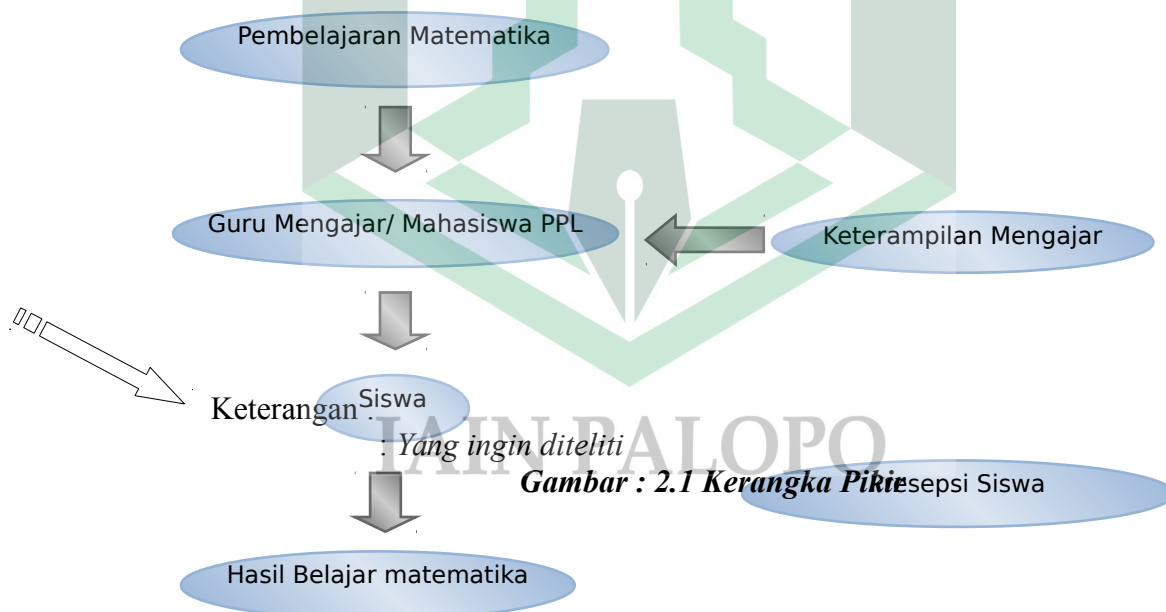 Pembelajaran Matematika
Guru Mengajar/ Mahasiswa PPL
Keterampilan Mengajar
Siswa
Keterangan :
: Yang ingin diteliti
IAIN PALOPO
Gambar : 2.1 Kerangka Pikir
Presepsi Siswa
Hasil Belajar matematika